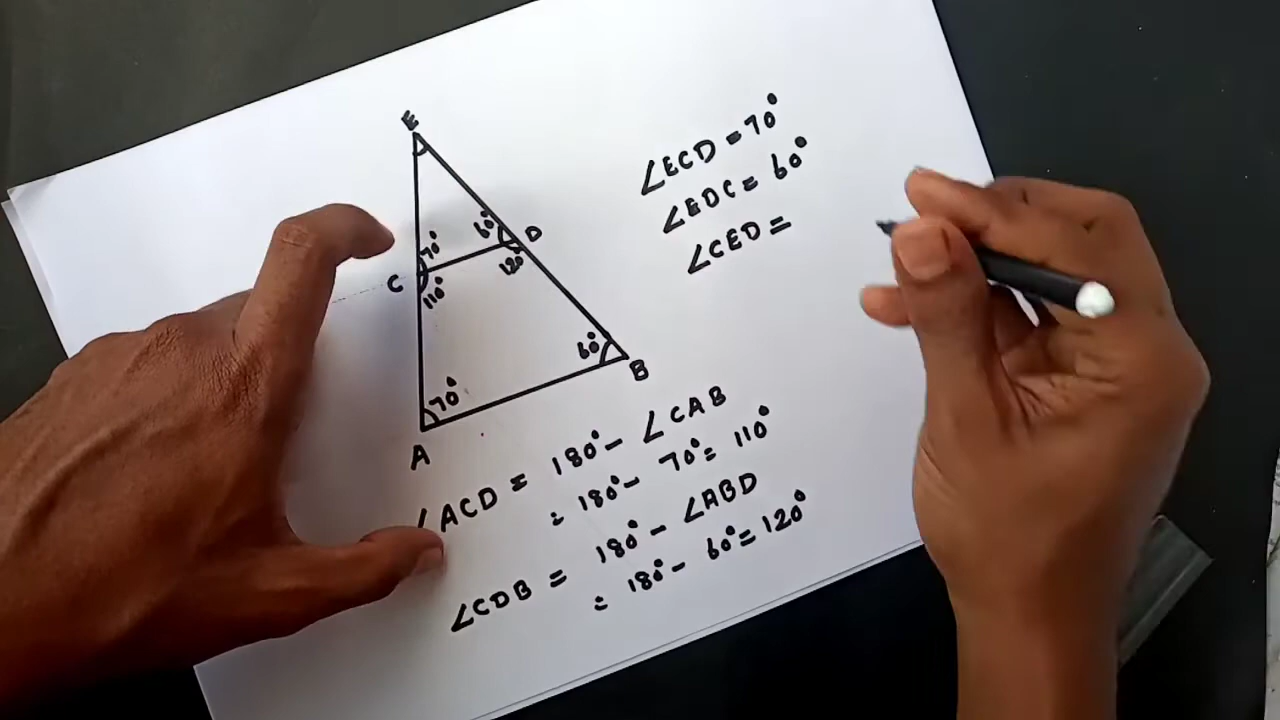 E
60°
D
70°
120°
C
110°
60°
B
70°
A
∠ECD = 70°
∠EDC = 60°
∠CED =
∠ACD = 180° - ∠CAB
= 180° - 70° = 110°
∠CDB = 180° - ∠ABD
= 180° - 60° = 120°